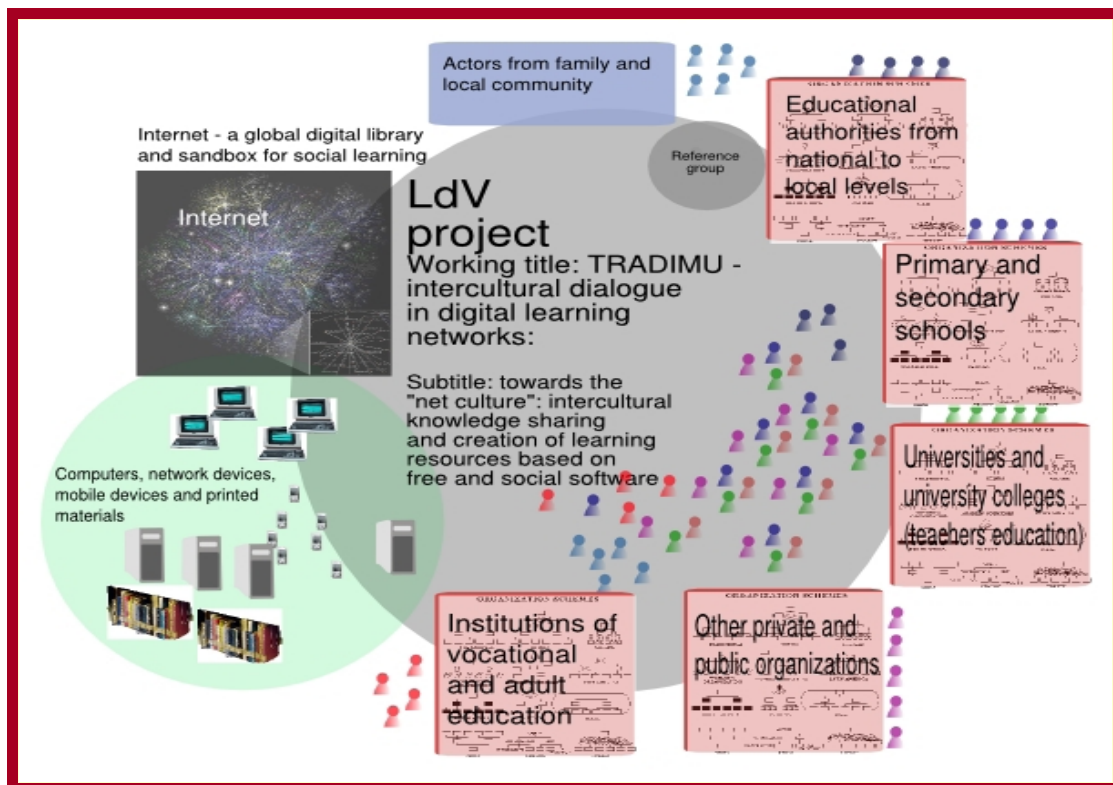 Actors from family and
local community
Internet - a global digital library
and sandbox for social learning
Internet
Reference
group
LdV
project
Working title: TRADIMU -
intercultural dialogue
in digital learning
networks:
Subtitle: towards the
"net culture": intercultural
knowledge sharing
and creation of learning
resources based on
free and social software
Computers, network devices,
mobile devices and printed
materials
Educational
authorities from
national to
local levels
ORGANIZATION SCHEMES
Primary and
secondary
schools
ORGANIZATION SCHEMES
Universities and
university colleges
(teachers education)
ORGANIZATION SCHEMES
Institutions of
vocational
and adult
education
ORGANIZATION SCHEMES
Other private and
public organizations